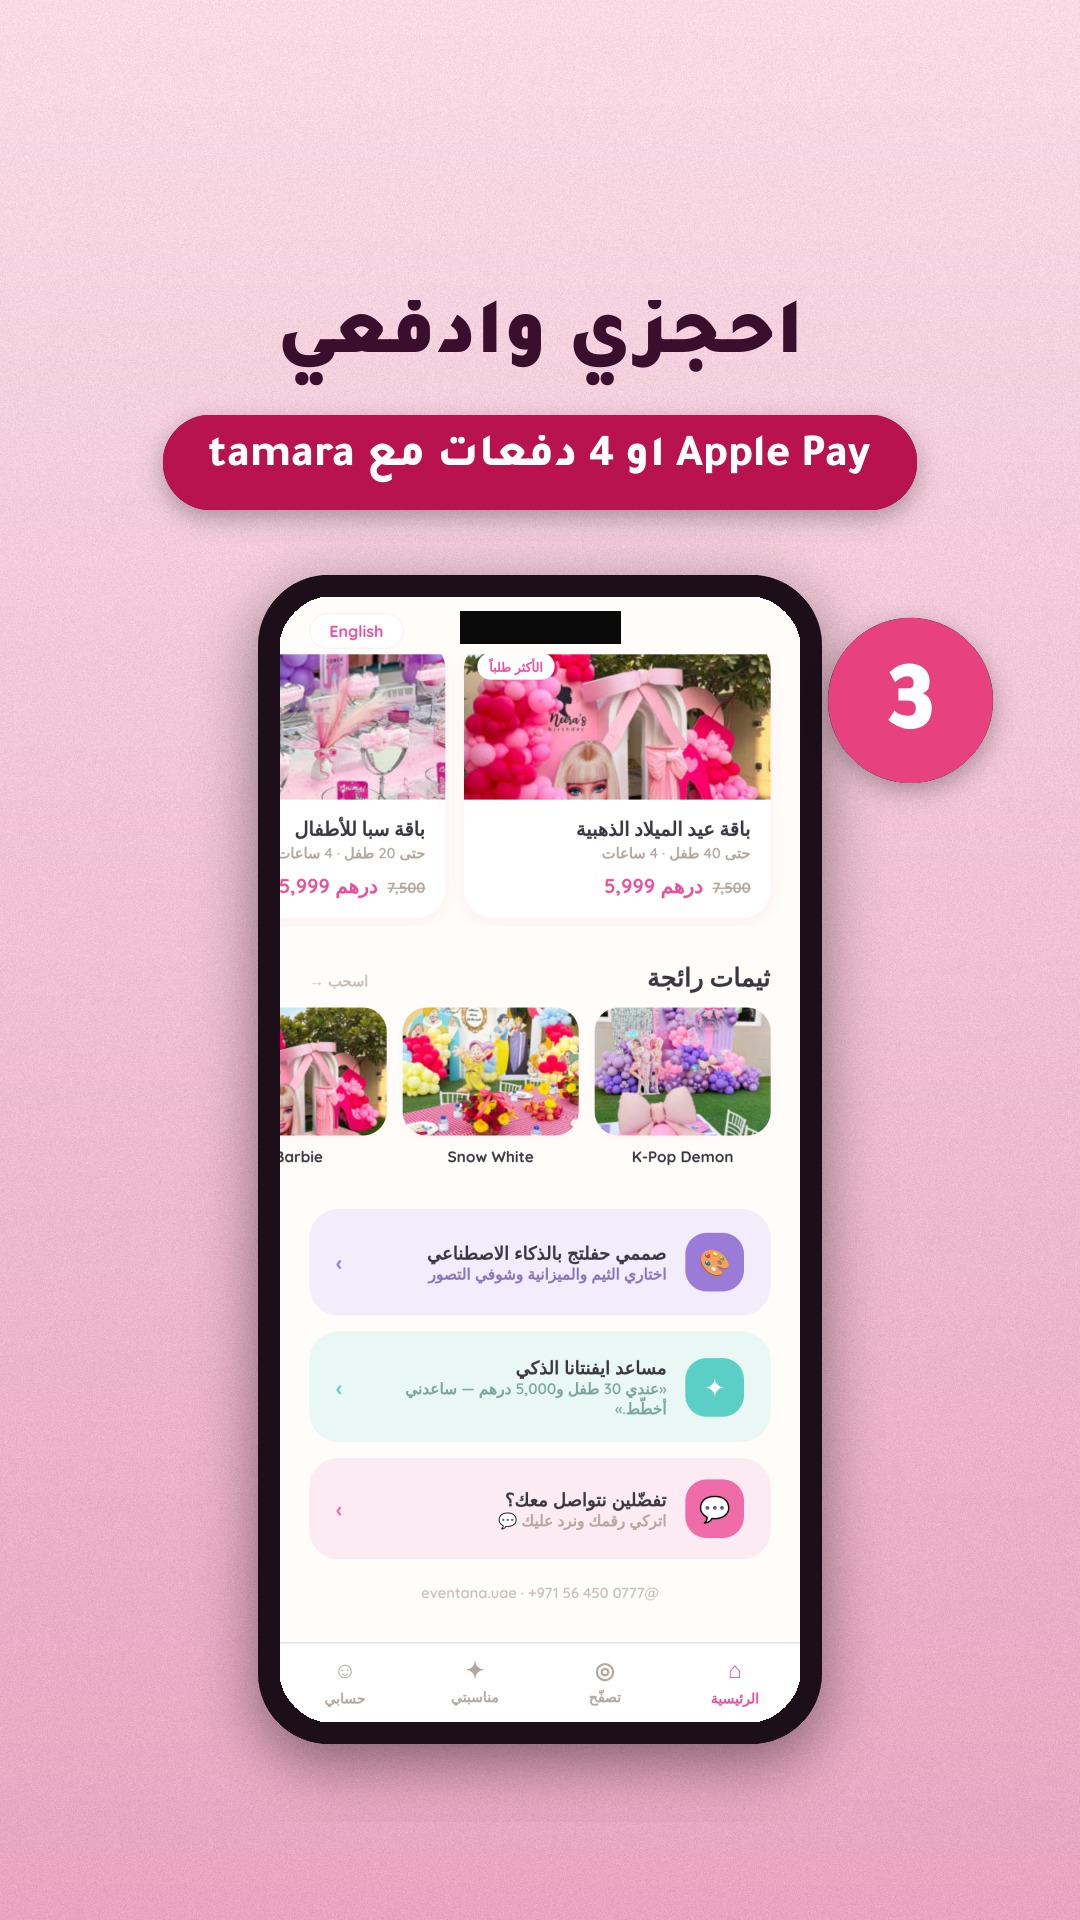 احجزي وادفعي
Apple Pay او 4 دفعات مع tamara
3
English
الأكثر طلباً
Neira's
birthday
باقة عيد الميلاد الذهبية
حتى 40 طفل · 4 ساعات
7,500 درهم 5,999
باقة سبا للأطفال
حتى 20 طفل · 4 ساعات
7,500 درهم 5,999
ثيمات رائجة
اسحب →
K-Pop Demon
Snow White
Barbie
صممي حفلتج بالذكاء الاصطناعي
اختاري الثيم والميزانية وشوفي التصور
مساعد ايفنتانا الذكي
«عندي 30 طفل و5,000 درهم — ساعدني
أخطّط.»
تفضّلين نتواصل معك؟
اتركي رقمك ونرد عليك 💬
eventana.uae · +971 56 450 0777@
الرئيسية
تصفّح
مناسبتي
حسابي